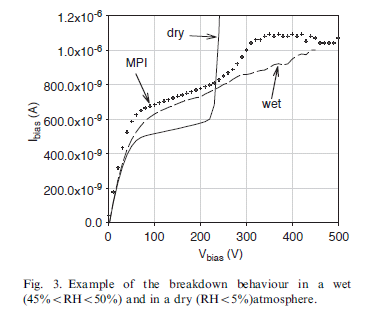 1.2x10-6
1.0x10-6
800.0x10-9
600.0x10-9
400.0x10-9
200.0x10-9
0.0
Ibias (A)
dry
MPI
wet
0 100 200 300 400 500
Vbias (V)
Fig. 3. Example of the breakdown behaviour in a wet
(45%<RH<50%) and in a dry (RH<5%)atmosphere.